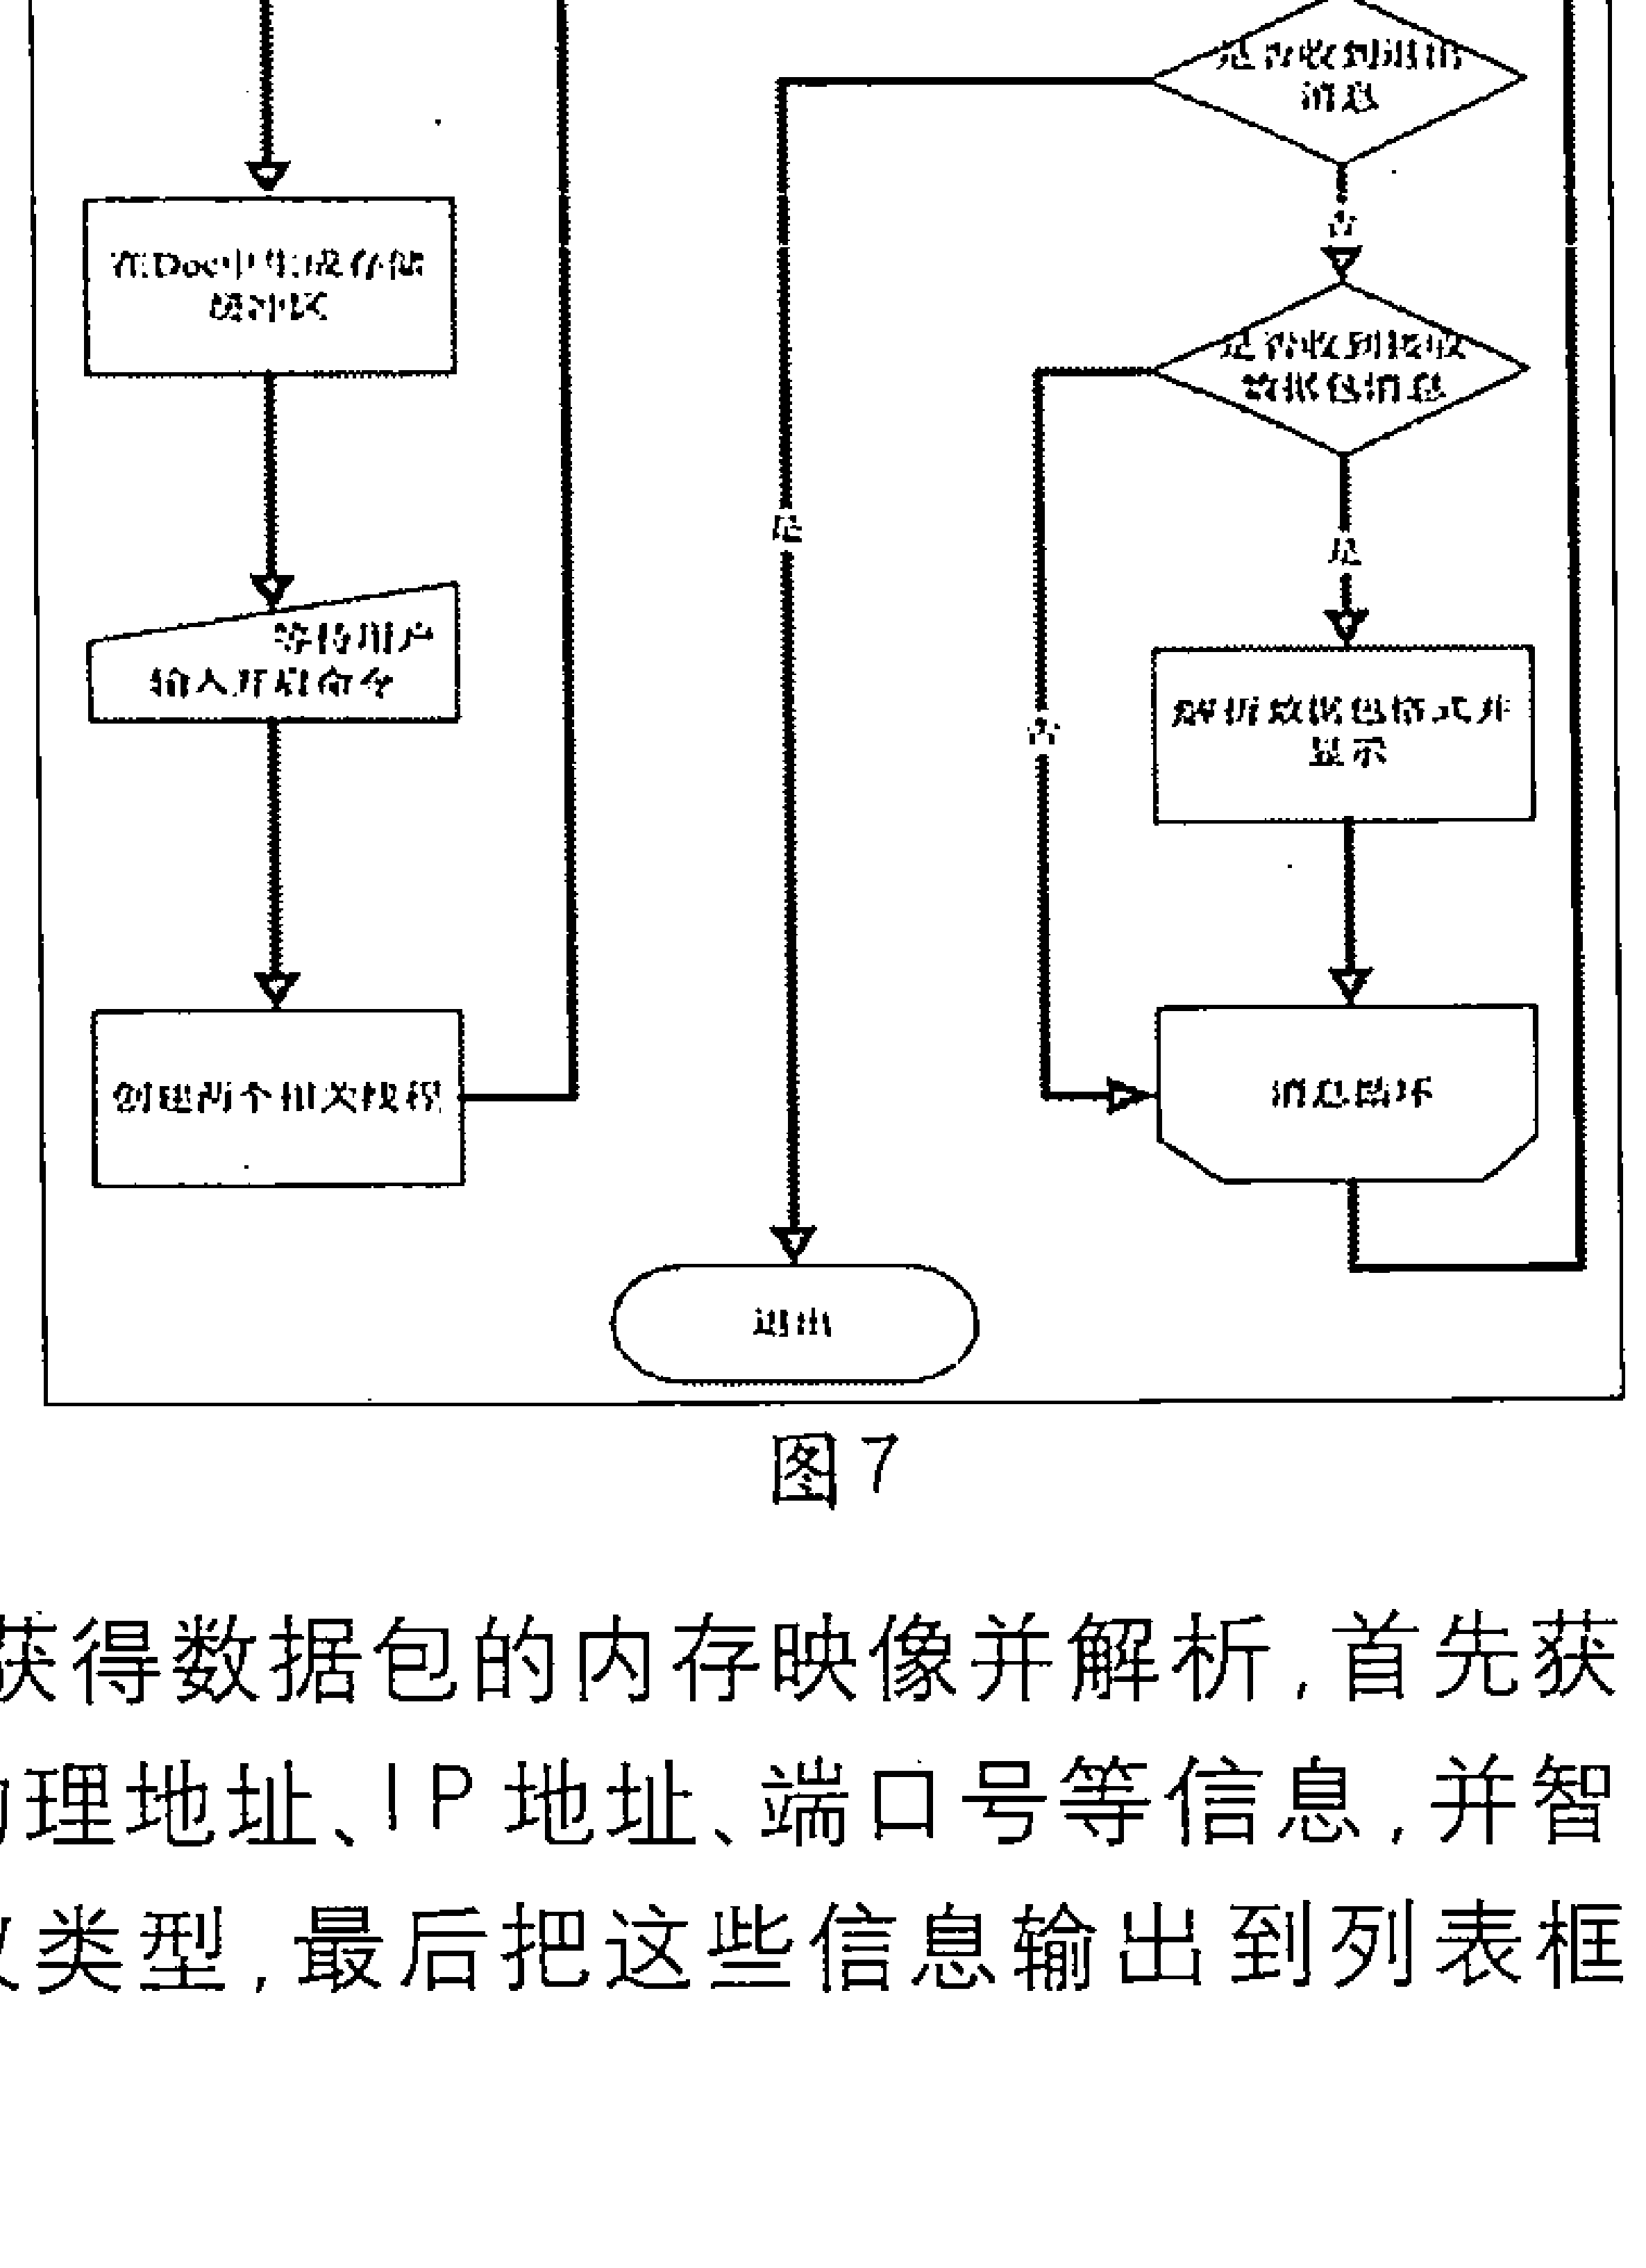 是否收到退出
消息
否
在Doc中生成存储
缓冲区
是否收到接收
数据包消息
是
是
等待用户
输入开启命令
否
解析数据包格式并
显示
创建两个相关线程
消息循环
退出
图7
获得数据包的内存映像并解析,首先获
理地址、IP地址、端口号等信息,并智
类型,最后把这些信息输出到列表框